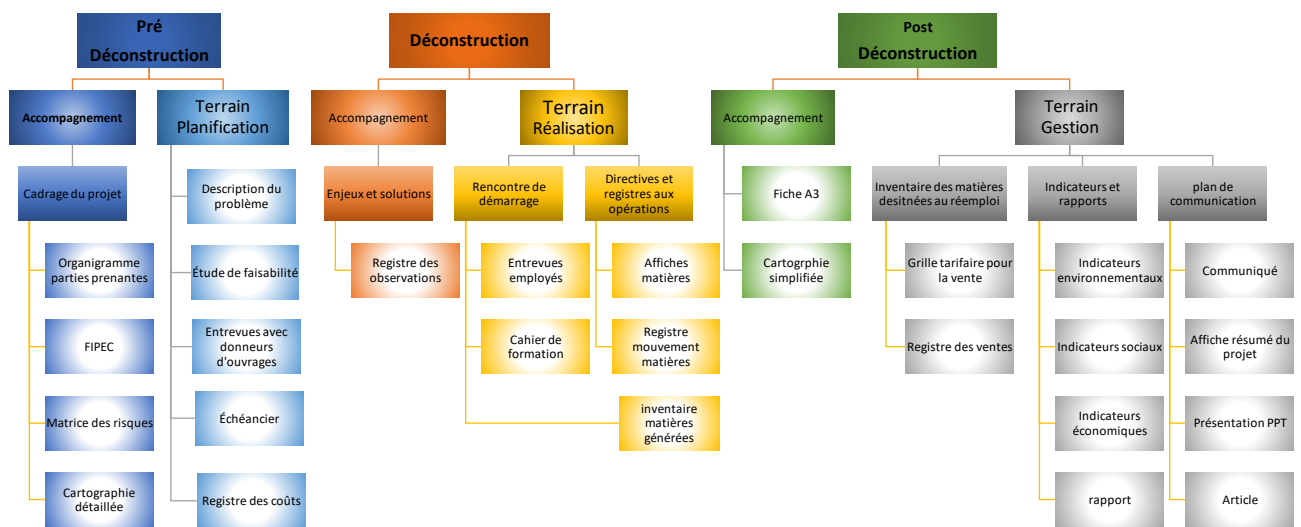 Pré
Déconstruction
Accompagnement
Cadrage du projet
Organigramme
parties prenantes
FIPEC
Matrice des risques
Cartographie
détaillée
Terrain
Planification
Description du
problème
Étude de faisabilité
Entrevues avec
donneurs
d'ouvrages
Échéancier
Registre des coûts
Déconstruction
Accompagnement
Enjeux et solutions
Registre des
observations
Terrain
Réalisation
Rencontre de
démarrage
Entrevues
employés
Cahier de
formation
Directives et
registres aux
opérations
Affiches
matières
Registre
mouvement
matières
inventaire
matières
générées
Post
Déconstruction
Accompagnement
Fiche A3
Cartogrphie
simplifiée
Terrain
Gestion
Inventaire des matières
desitnées au réemploi
Grille tarifaire pour
la vente
Registre des ventes
Indicateurs et
rapports
Indicateurs
environnementaux
Indicateurs sociaux
Indicateurs
économiques
rapport
plan de
communication
Communiqué
Affiche résumé du
projet
Présentation PPT
Article